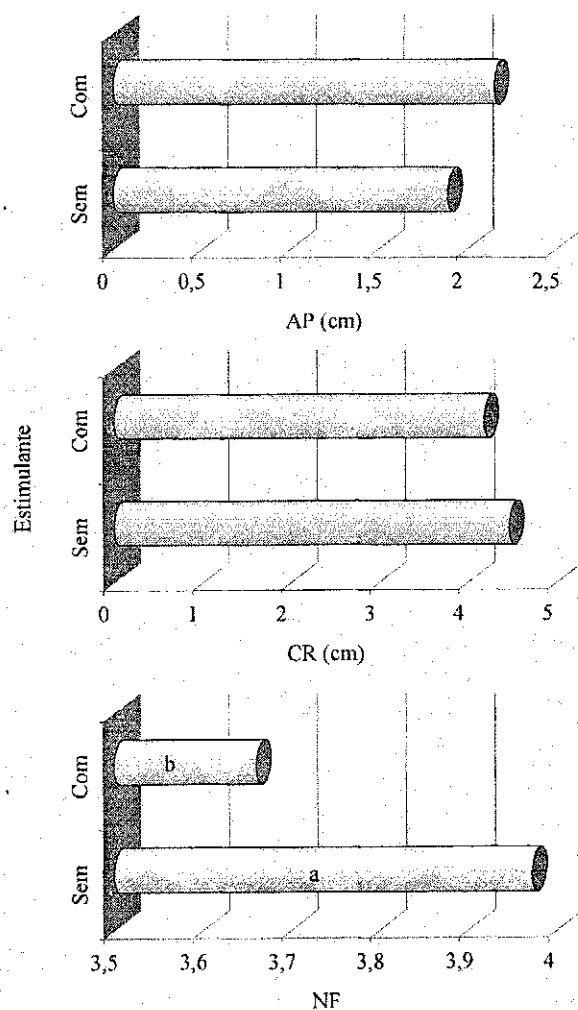 Com
Sem
0 0,5 1 1,5 2 2,5
AP (cm)
Estimulante
Com
Sem
0 1 2 3 4 5
CR (cm)
Com
b
Sem
a
3,5 3,6 3,7 3,8 3,9 4
NF